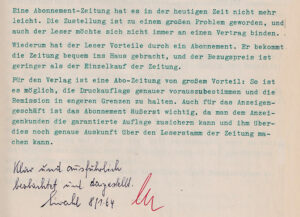 Eine Abonnement-Zeitung hat es in der heutigen Zeit nicht mehr
leicht. Die Zustellung ist zu einem großen Problem geworden, und
auch der Leser möchte sich nicht immer an einen Vertrag binden.
Wiederum hat der Leser Vorteile durch ein Abonnement. Er bekommt
die Zeitung bequem ins Haus gebracht, und der Bezugspreis ist
geringer als der Einzelkauf der Zeitung.
Für den Verlag ist eine Abo-Zeitung von großem Vorteil: So ist
es möglich, die Druckauflage genauer vorauszubestimmen und die
Remission in engeren Grenzen zu halten. Auch für das Anzeigen-
geschäft ist das Abonnement äußerst wichtig, da man dem Anzei-
genkunden die garantierte Auflage zusichern kann und ihm über-
dies noch genaue Auskunft über den Leserstamm der Zeitung ma-
chen kann.
Klar und ausführlich
beobachtet und dargestellt.